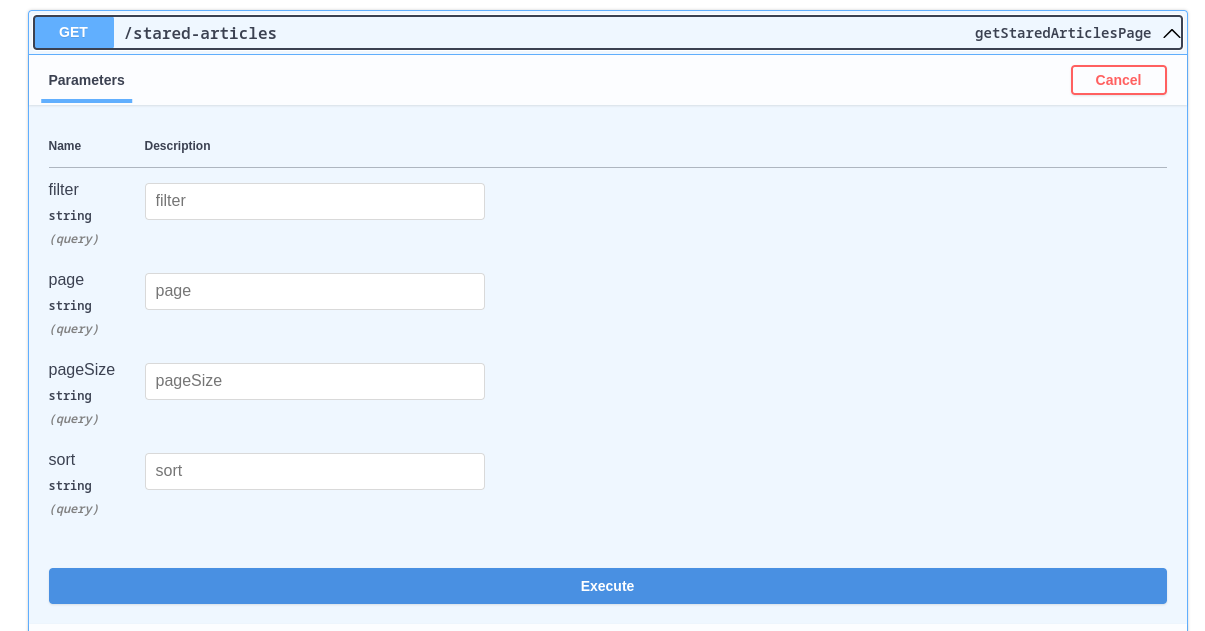 GET /stared-articles getStaredArticlesPage
Parameters Cancel
Name Description
filter
string
(query)
filter
page
string
(query)
page
pageSize
string
(query)
pageSize
sort
string
(query)
sort
Execute